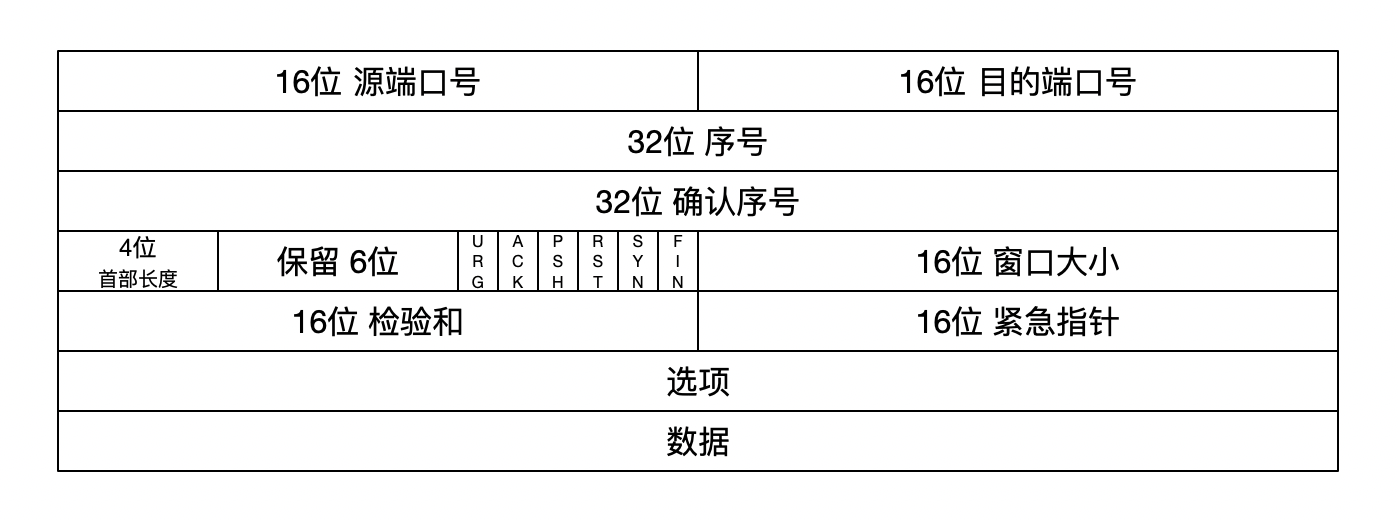 16位 源端口号 16位 目的端口号
32位 序号
32位 确认序号
4位
首部长度
保留 6位
URG
ACK
PSH
RST
SYN
FIN
16位 窗口大小
16位 检验和 16位 紧急指针
选项
数据